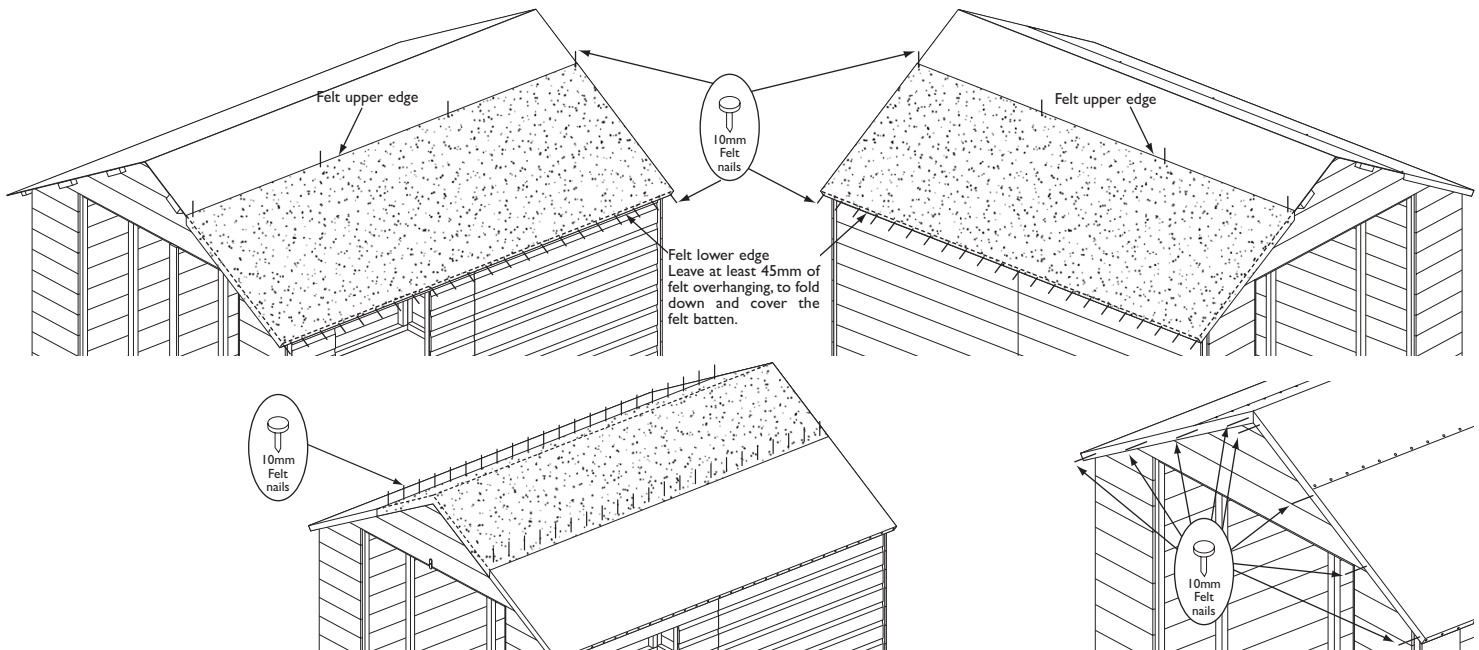 Felt upper edge
10mm
Felt
nails
Felt upper edge
Felt lower edge
Leave at least 45mm of
felt overhanging, to fold
down and cover the
felt batten.
10mm
Felt
nails
10mm
Felt
nails